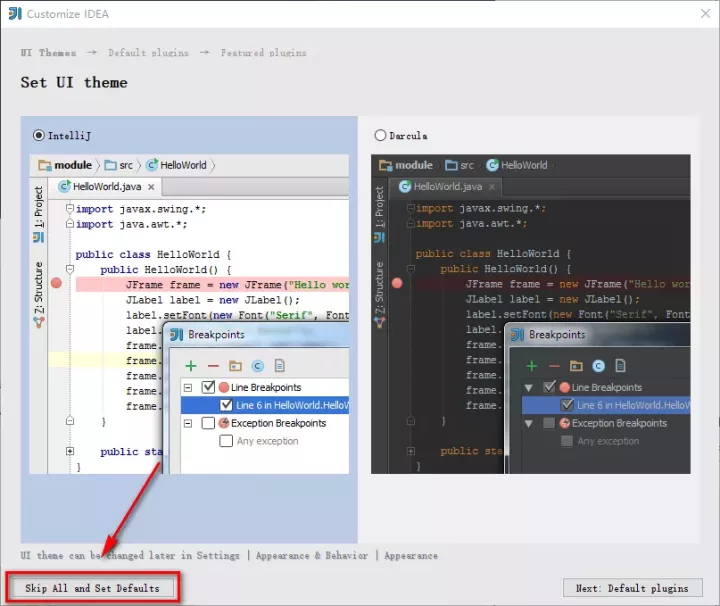 Customize IDEA
UI Themes → Default plugins → Featured plugins
Set UI theme
IntelliJ
module src HelloWorld
HelloWorld.java
1: Project
Z: Structure
import javax.swing.*;
import java.awt.*;
public class HelloWorld {
public HelloWorld() {
JFrame frame = new JFrame("Hello wor
JLabel label = new JLabel();
label.setFont(new Font("Serif", Font
label.
frame.
frame.
frame.
frame.
frame.
}
public sta
}
Breakpoints
Line Breakpoints
Line 6 in HelloWorld.HelloW
Exception Breakpoints
Any exception
Darcula
module src HelloWorld
HelloWorld.java
1: Project
Z: Structure
import javax.swing.*;
import java.awt.*;
public class HelloWorld {
public HelloWorld() {
JFrame frame = new JFrame("Hello wor
JLabel label = new JLabel();
label.setFont(new Font("Serif", Font
label.
frame.
frame.
frame.
frame.
frame.
}
public sta
}
Breakpoints
Line Breakpoints
Line 6 in HelloWorld.HelloW
Exception Breakpoints
Any exception
UI theme can be changed later in Settings | Appearance & Behavior | Appearance
Skip All and Set Defaults
Next: Default plugins